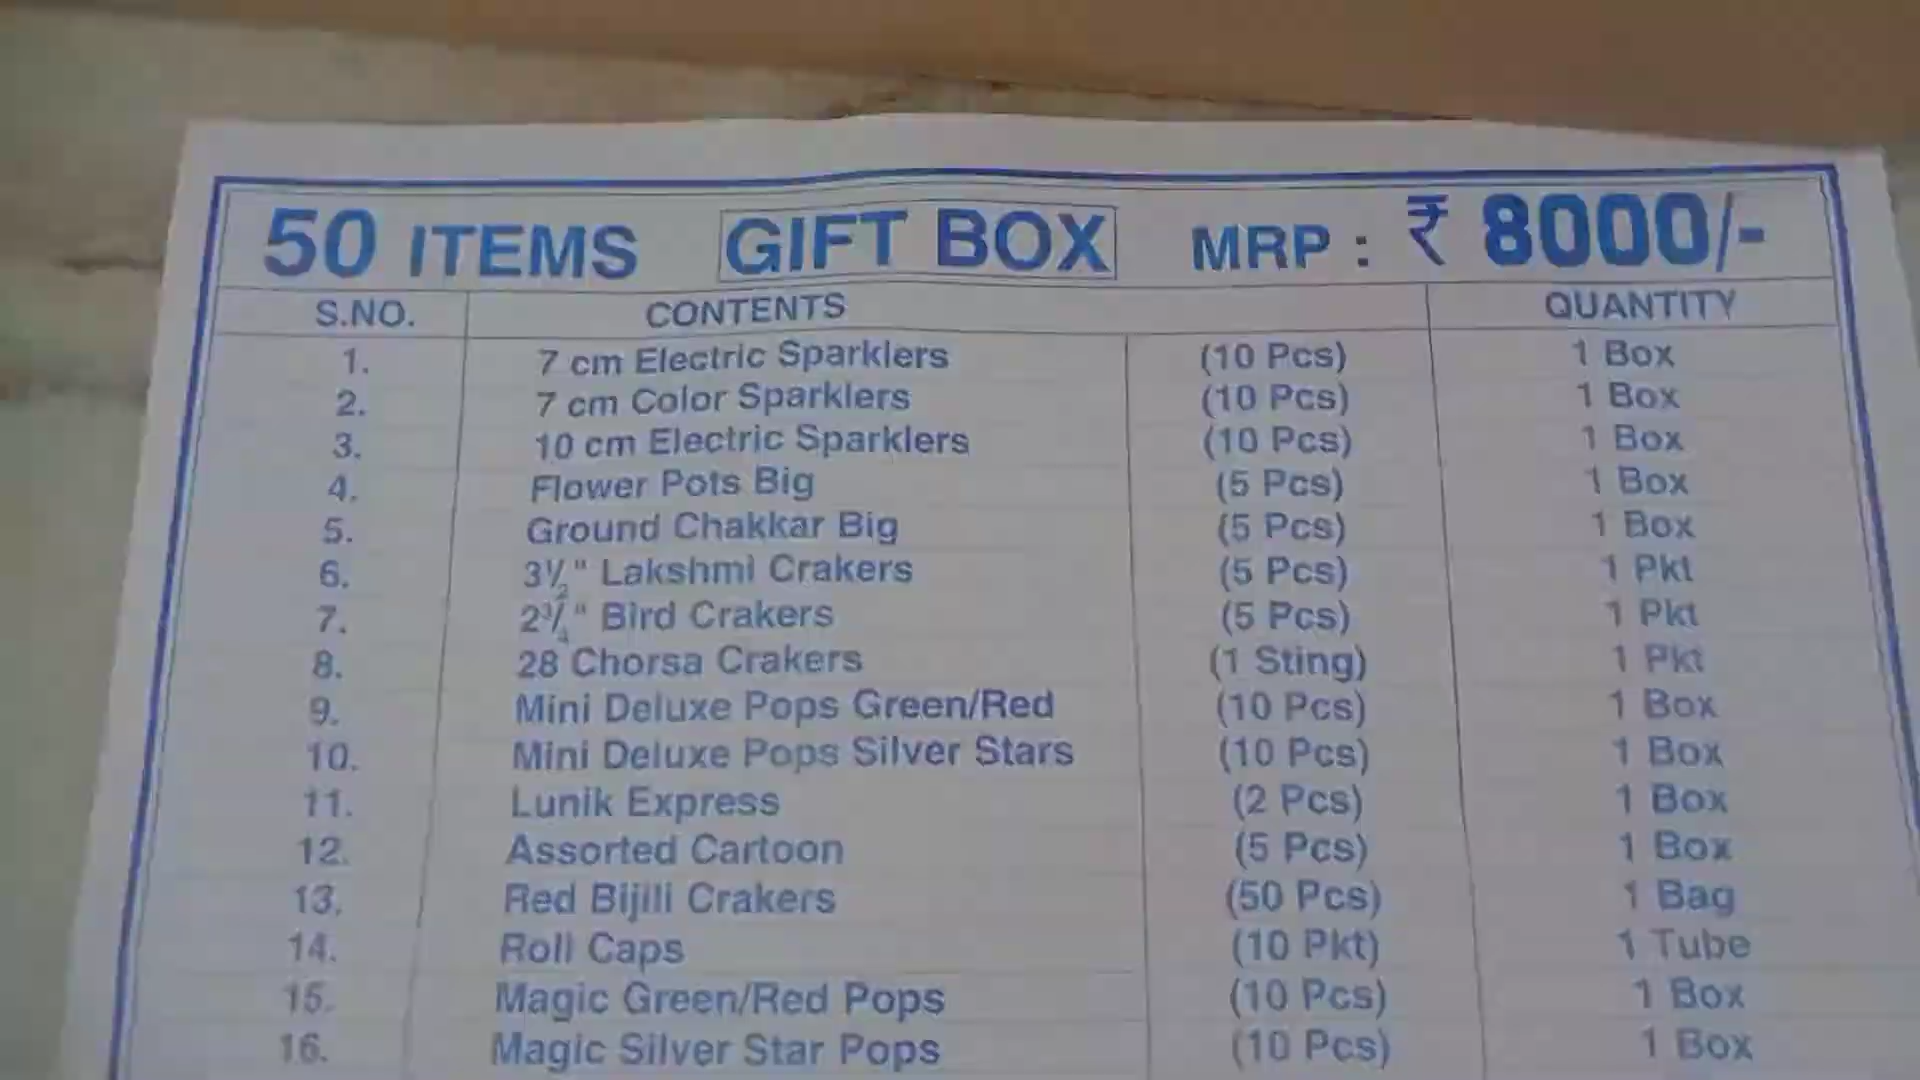 50 ITEMS GIFT BOX MRP : ₹ 8000/-
S.NO. CONTENTS QUANTITY
1. 7 cm Electric Sparklers (10 Pcs) 1 Box
2. 7 cm Color Sparklers (10 Pcs) 1 Box
3. 10 cm Electric Sparklers (10 Pcs) 1 Box
4. Flower Pots Big (5 Pcs) 1 Box
5. Ground Chakkar Big (5 Pcs) 1 Box
6. 3½" Lakshmi Crakers (5 Pcs) 1 Pkt
7. 2¾" Bird Crakers (5 Pcs) 1 Pkt
8. 28 Chorsa Crakers (1 Sting) 1 Pkt
9. Mini Deluxe Pops Green/Red (10 Pcs) 1 Box
10. Mini Deluxe Pops Silver Stars (10 Pcs) 1 Box
11. Lunik Express (2 Pcs) 1 Box
12. Assorted Cartoon (5 Pcs) 1 Box
13. Red Bijili Crakers (50 Pcs) 1 Bag
14. Roll Caps (10 Pkt) 1 Tube
15. Magic Green/Red Pops (10 Pcs) 1 Box
16. Magic Silver Star Pops (10 Pcs) 1 Box